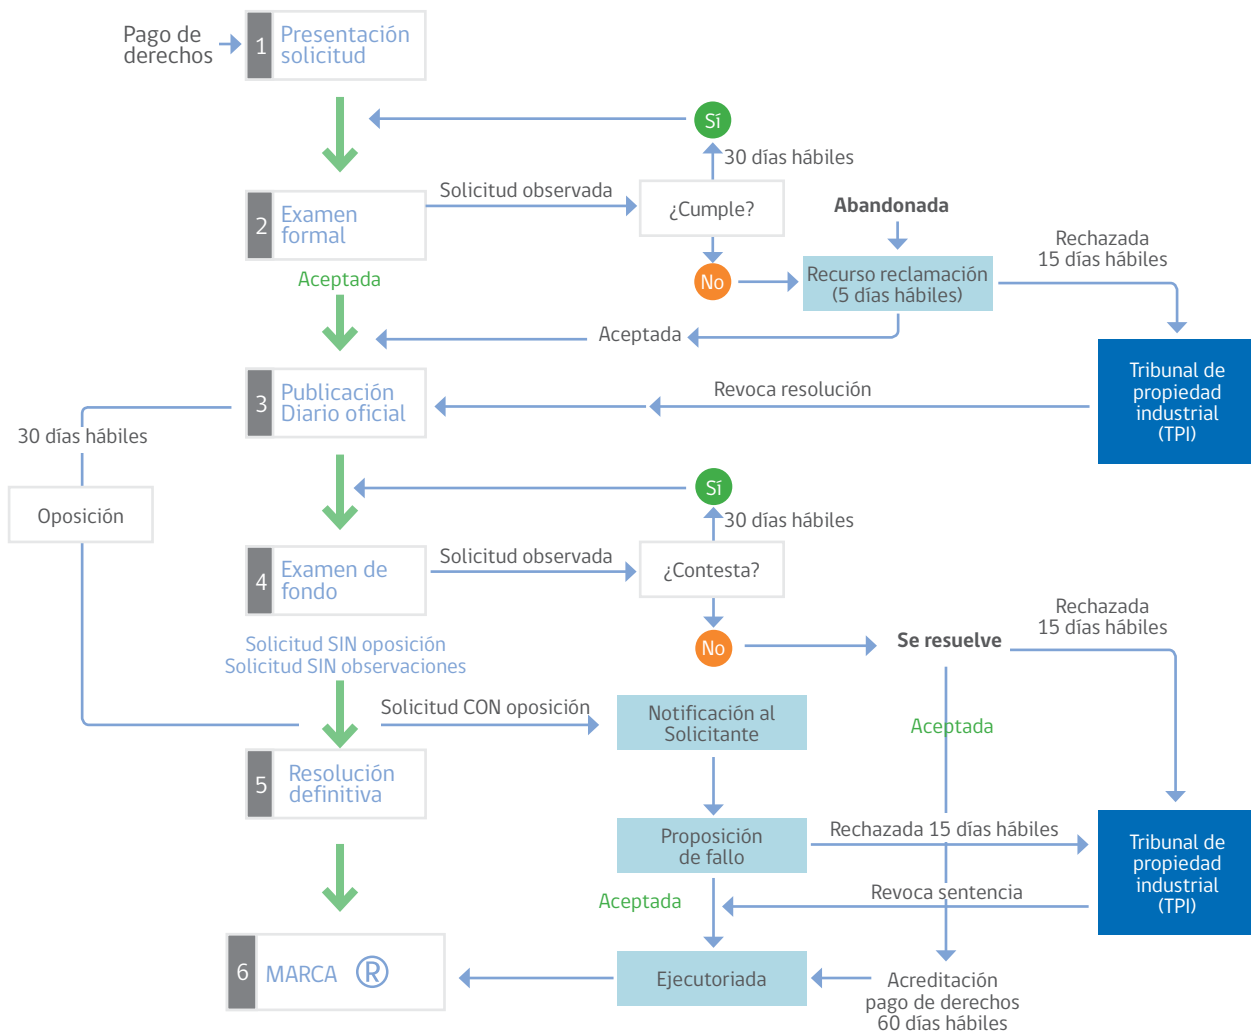 Pago de
derechos
1
Presentación
solicitud
Sí
30 días hábiles
Solicitud observada
¿Cumple?
2
Examen
formal
Abandonada
Rechazada
15 días hábiles
No
Recurso reclamación
(5 días hábiles)
Aceptada
Aceptada
3
Publicación
Diario oficial
Revoca resolución
Tribunal de
propiedad
industrial
(TPI)
30 días hábiles
Oposición
Sí
30 días hábiles
Solicitud observada
¿Contesta?
4
Examen de
fondo
No
Se resuelve
Rechazada
15 días hábiles
Solicitud SIN oposición
Solicitud SIN observaciones
Solicitud CON oposición
Notificación al
Solicitante
Aceptada
5
Resolución
definitiva
Proposición
de fallo
Rechazada 15 días hábiles
Tribunal de
propiedad
industrial
(TPI)
Aceptada
Revoca sentencia
6
MARCA ®
Ejecutoriada
Acreditación
pago de derechos
60 días hábiles